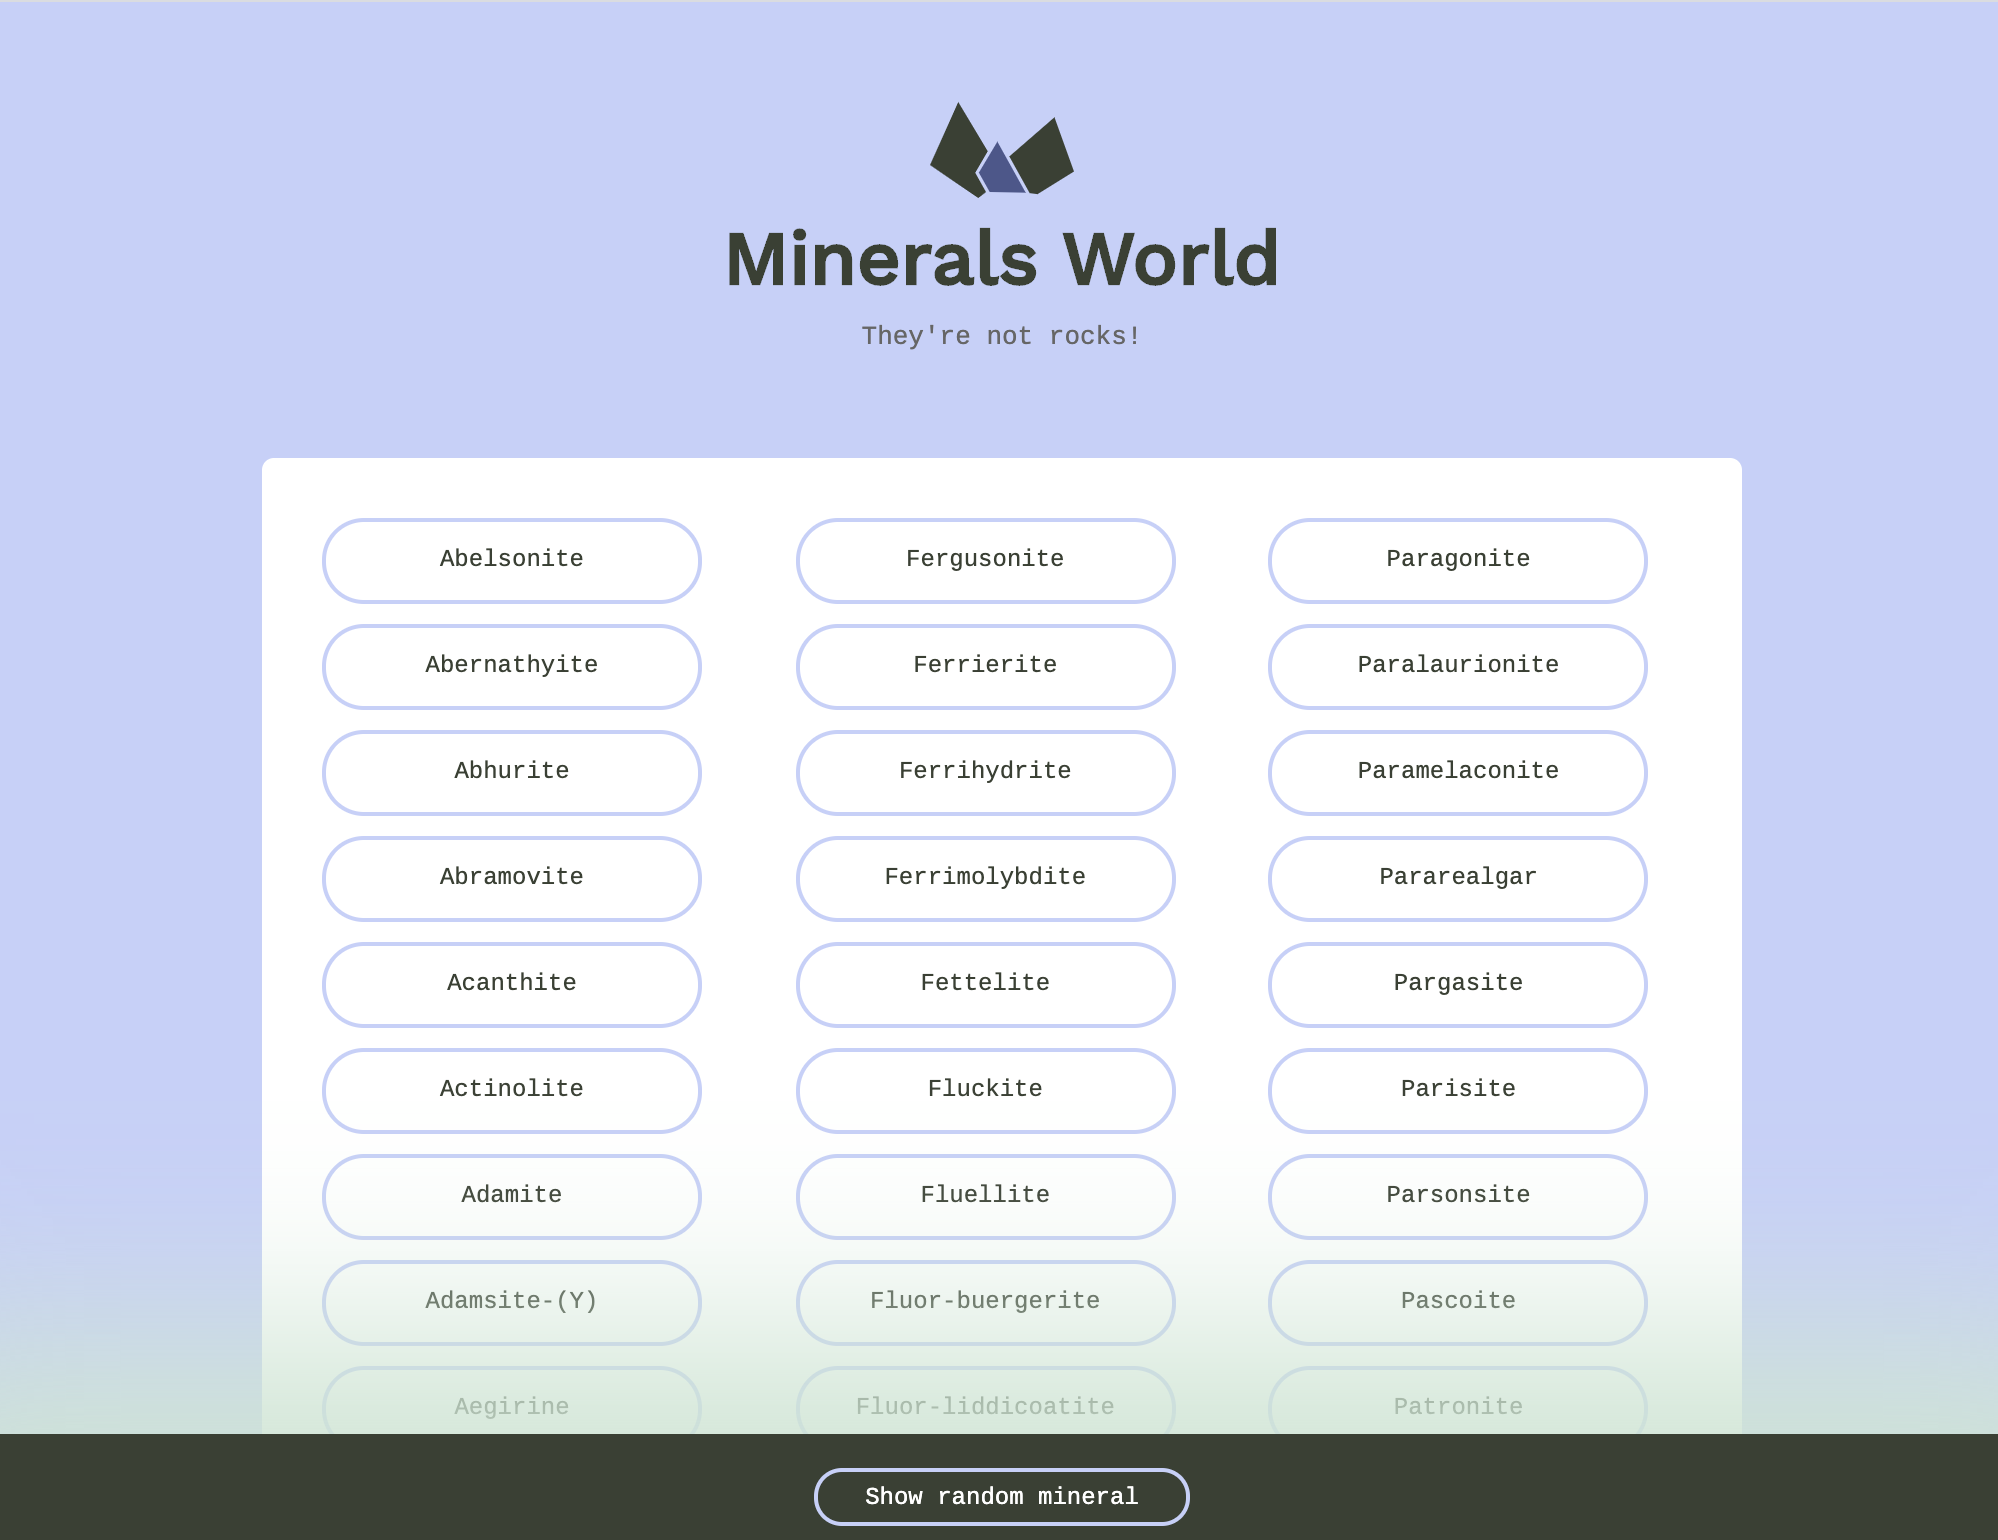 Minerals World
They're not rocks!
Abelsonite
Fergusonite
Paragonite
Abernathyite
Ferrierite
Paralaurionite
Abhurite
Ferrihydrite
Paramelaconite
Abramovite
Ferrimolybdite
Pararealgar
Acanthite
Fettelite
Pargasite
Actinolite
Fluckite
Parisite
Adamite
Fluellite
Parsonsite
Adamsite-(Y)
Fluor-buergerite
Pascoite
Aegirine
Fluor-liddicoatite
Patronite
Show random mineral